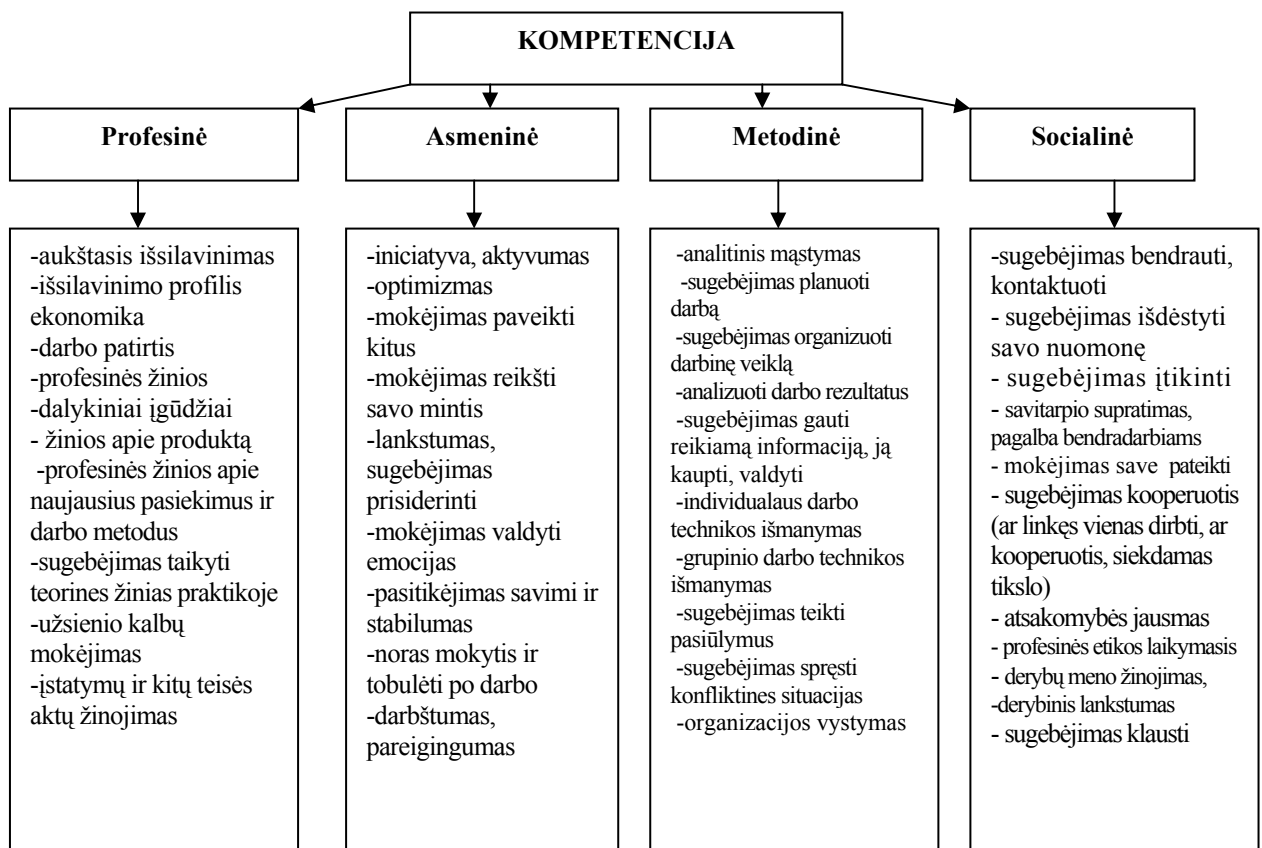 KOMPETENCIJA
Profesinė
Asmeninė
Metodinė
Socialinė
-aukštasis išsilavinimas
-išsilavinimo profilis
ekonomika
-darbo patirtis
-profesinės žinios
-dalykiniai įgūdžiai
- žinios apie produktą
-profesinės žinios apie
naujausius pasiekimus ir
darbo metodus
-sugebėjimas taikyti
teorines žinias praktikoje
-užsienio kalbų
mokėjimas
-įstatymų ir kitų teisės
aktų žinojimas
-iniciatyva, aktyvumas
-optimizmas
-mokėjimas paveikti
kitus
-mokėjimas reikšti
savo mintis
-lankstumas,
sugebėjimas
prisiderinti
-mokėjimas valdyti
emocijas
-pasitikėjimas savimi ir
stabilumas
-noras mokytis ir
tobulėti po darbo
-darbštumas,
pareigingumas
-analitinis mąstymas
-sugebėjimas planuoti
darbą
-sugebėjimas organizuoti
darbinę veiklą
-analizuoti darbo rezultatus
-sugebėjimas gauti
reikiamą informaciją, ją
kaupti, valdyti
-individualaus darbo
technikos išmanymas
-grupinio darbo technikos
išmanymas
-sugebėjimas teikti
pasiūlymus
-sugebėjimas spręsti
konfliktines situacijas
-organizacijos vystymas
-sugebėjimas bendrauti,
kontaktuoti
- sugebėjimas išdėstyti
savo nuomonę
- sugebėjimas įtikinti
- savitarpio supratimas,
pagalba bendradarbiams
- mokėjimas save pateikti
- sugebėjimas kooperuotis
(ar linkęs vienas dirbti, ar
kooperuotis, siekdamas
tikslo)
- atsakomybės jausmas
- profesinės etikos laikymasis
- derybų meno žinojimas,
-derybinis lankstumas
- sugebėjimas klausti